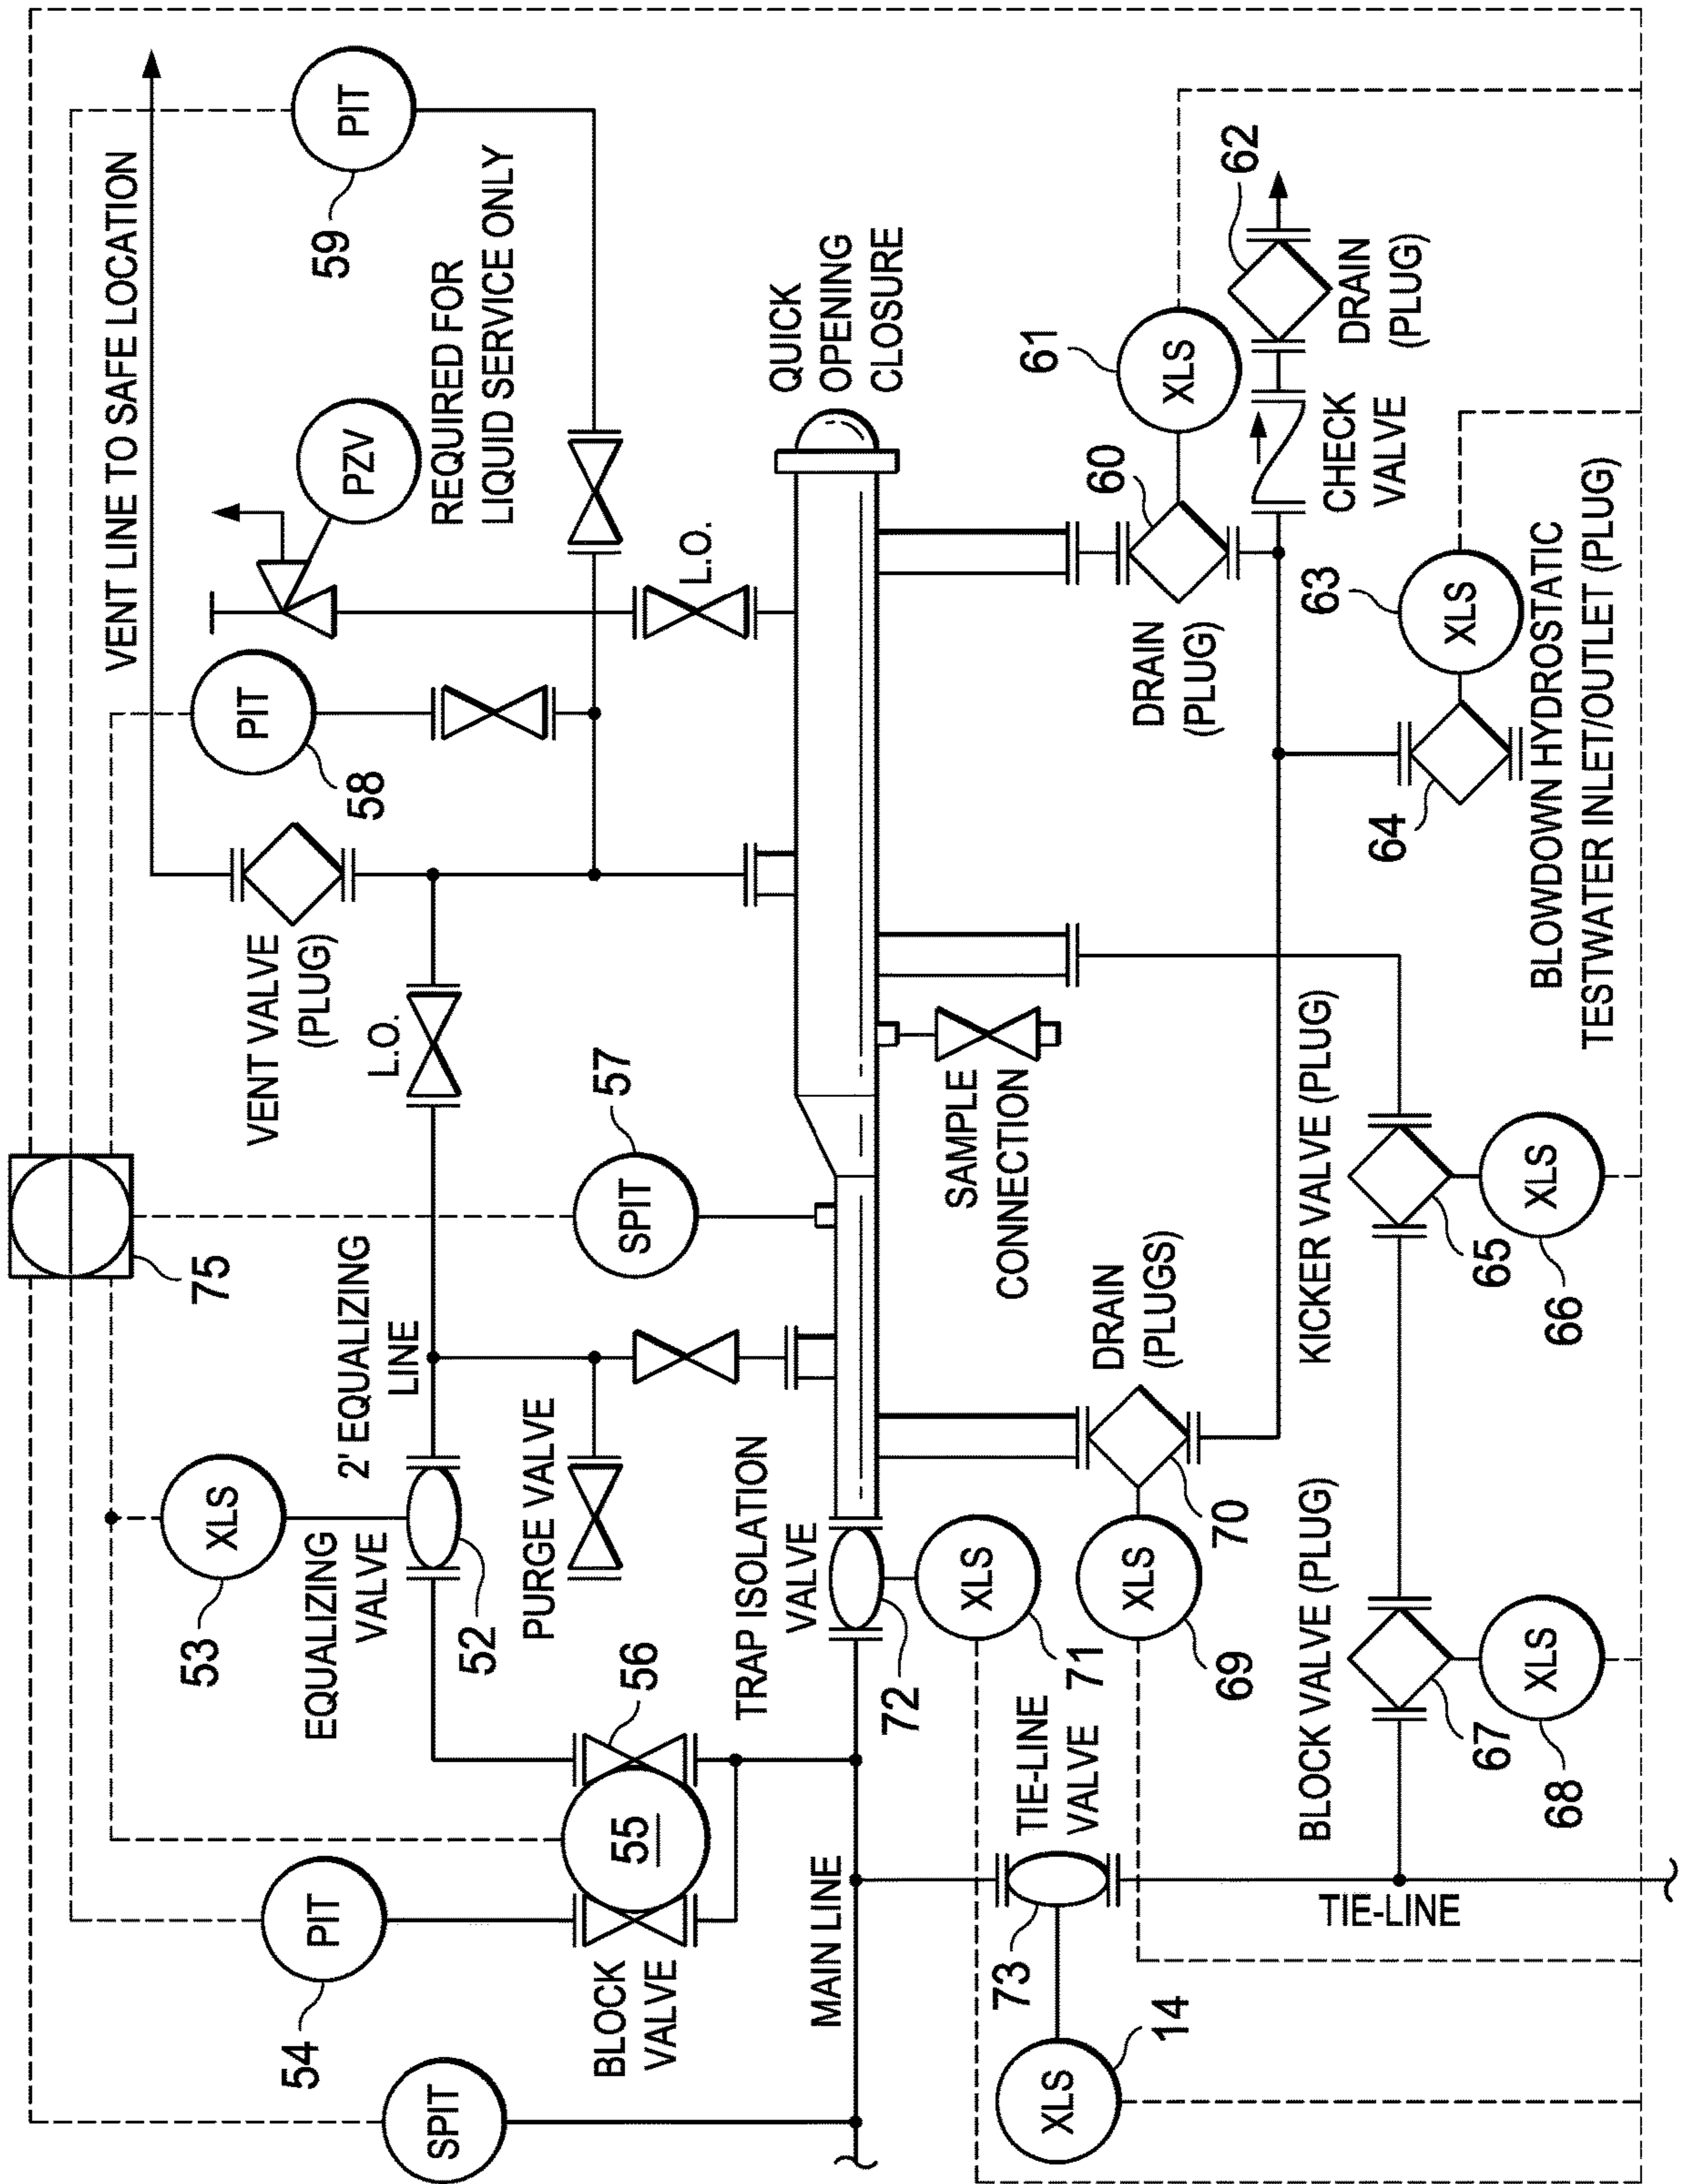 VENT LINE TO SAFE LOCATION
PIT
59
PZV
REQUIRED FOR
LIQUID SERVICE ONLY
PIT
58
L.O.
QUICK
OPENING
CLOSURE
VENT VALVE
(PLUG)
L.O.
75
SPIT
57
2' EQUALIZING
LINE
XLS
53
EQUALIZING
VALVE
52
PURGE VALVE
PIT
54
55
56
BLOCK
VALVE
SPIT
MAIN LINE
TRAP ISOLATION
VALVE
72
XLS
71
TIE-LINE
VALVE
73
XLS
14
TIE-LINE
SAMPLE
CONNECTION
DRAIN
(PLUGS)
70
XLS
69
DRAIN
(PLUG)
60
XLS
61
62
DRAIN
(PLUG)
CHECK
VALVE
XLS
63
64
BLOWDOWN HYDROSTATIC
TESTWATER INLET/OUTLET (PLUG)
KICKER VALVE (PLUG)
65
XLS
66
BLOCK VALVE (PLUG)
67
XLS
68